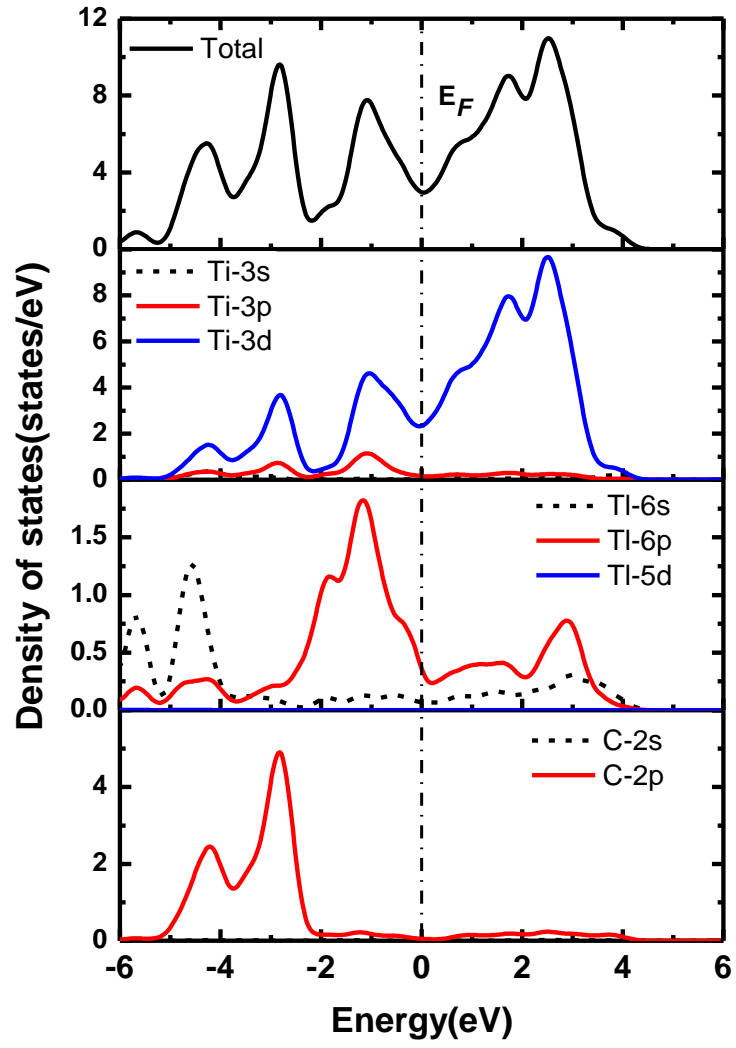 12
Total
E_F
8
4
0
Ti-3s
Ti-3p
Ti-3d
8
6
4
2
0
Tl-6s
Tl-6p
Tl-5d
1.5
1.0
0.5
0.0
C-2s
C-2p
4
2
0
-6 -4 -2 0 2 4 6
Energy(eV)
Density of states(states/eV)